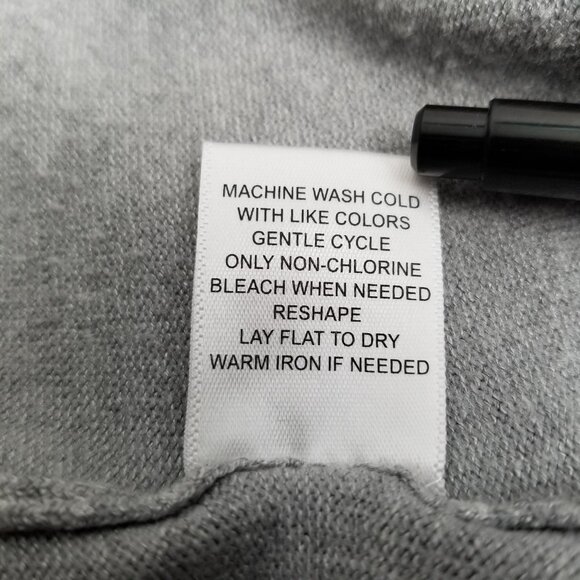 MACHINE WASH COLD
WITH LIKE COLORS
GENTLE CYCLE
ONLY NON-CHLORINE
BLEACH WHEN NEEDED
RESHAPE
LAY FLAT TO DRY
WARM IRON IF NEEDED